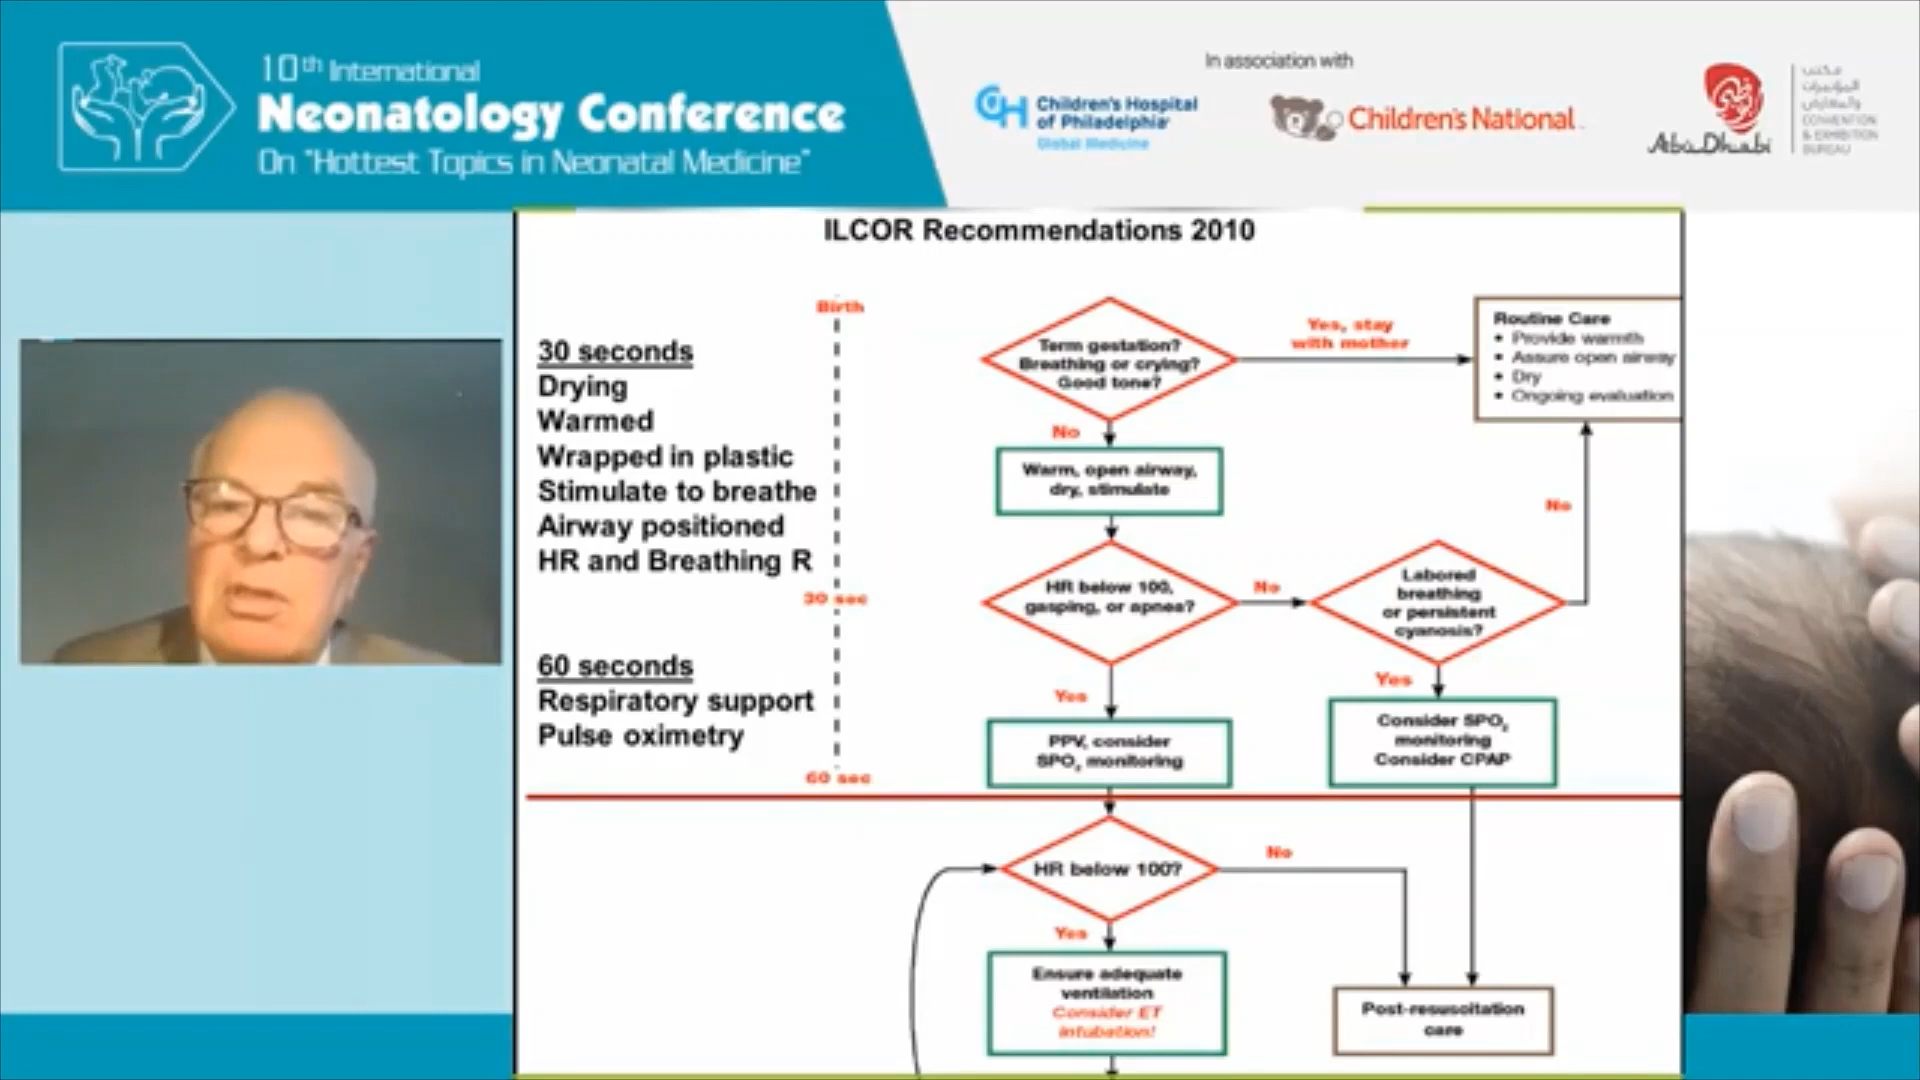 10th International
Neonatology Conference
On "Hottest Topics in Neonatal Medicine"
In association with
Children's Hospital
of Philadelphia
Global Medicine
Children's National
Abu Dhabi
مكتب
المؤتمرات
والمعارض
CONVENTION
& EXHIBITION
BUREAU
ILCOR Recommendations 2010
30 seconds
Drying
Warmed
Wrapped in plastic
Stimulate to breathe
Airway positioned
HR and Breathing R
60 seconds
Respiratory support
Pulse oximetry
Birth
30 sec
60 sec
Term gestation?
Breathing or crying?
Good tone?
Yes, stay
with mother
Routine Care
• Provide warmth
• Assure open airway
• Dry
• Ongoing evaluation
No
Warm, open airway,
dry, stimulate
No
HR below 100,
gasping, or apnea?
No
Labored
breathing
or persistent
cyanosis?
Yes
Yes
PPV, consider
SPO₂ monitoring
Consider SPO₂
monitoring
Consider CPAP
HR below 100?
No
Yes
Ensure adequate
ventilation
Consider ET
intubation!
Post-resuscitation
care